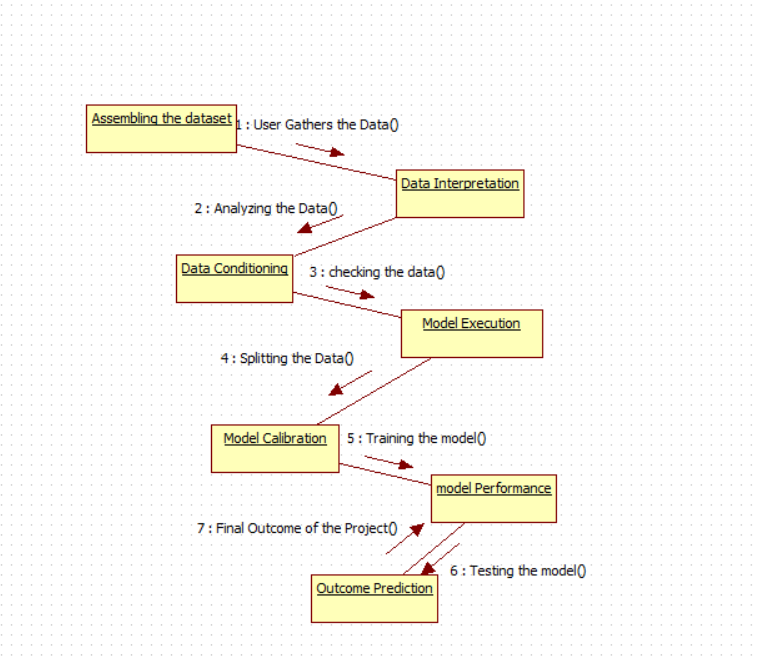 Assembling the dataset
1 : User Gathers the Data()
Data Interpretation
2 : Analyzing the Data()
Data Conditioning
3 : checking the data()
Model Execution
4 : Splitting the Data()
Model Calibration
5 : Training the model()
model Performance
7 : Final Outcome of the Project()
6 : Testing the model()
Outcome Prediction